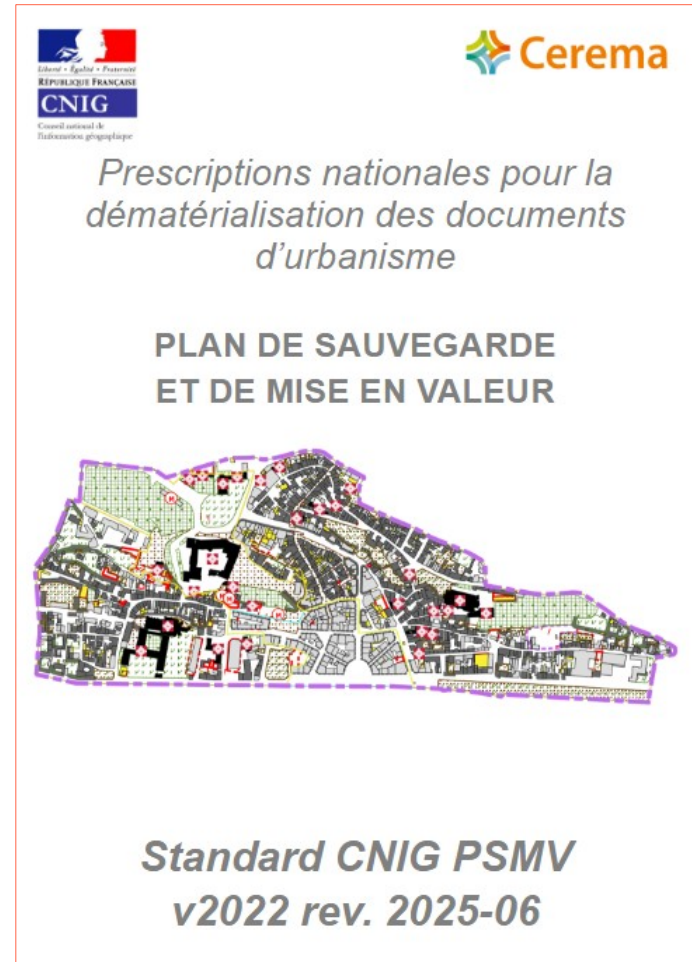 Liberté • Égalité • Fraternité
RÉPUBLIQUE FRANÇAISE
CNIG
Conseil national de
l'information géographique
Cerema
Prescriptions nationales pour la
dématérialisation des documents
d'urbanisme
PLAN DE SAUVEGARDE
ET DE MISE EN VALEUR
Standard CNIG PSMV
v2022 rev. 2025-06